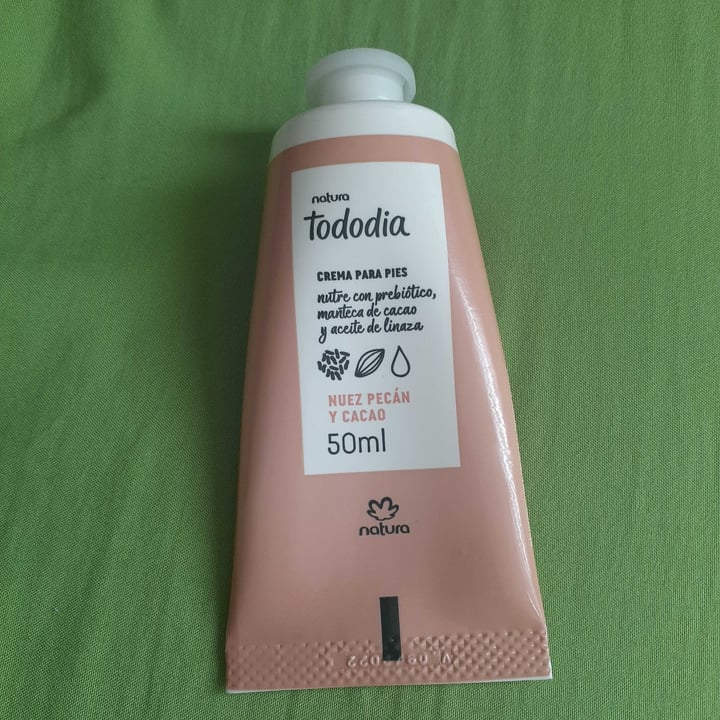 natura
Tododia
CREMA PARA PIES
nutre con prebiótico,
manteca de cacao
y aceite de linaza
NUEZ PECÁN
Y CACAO
50ml
natura